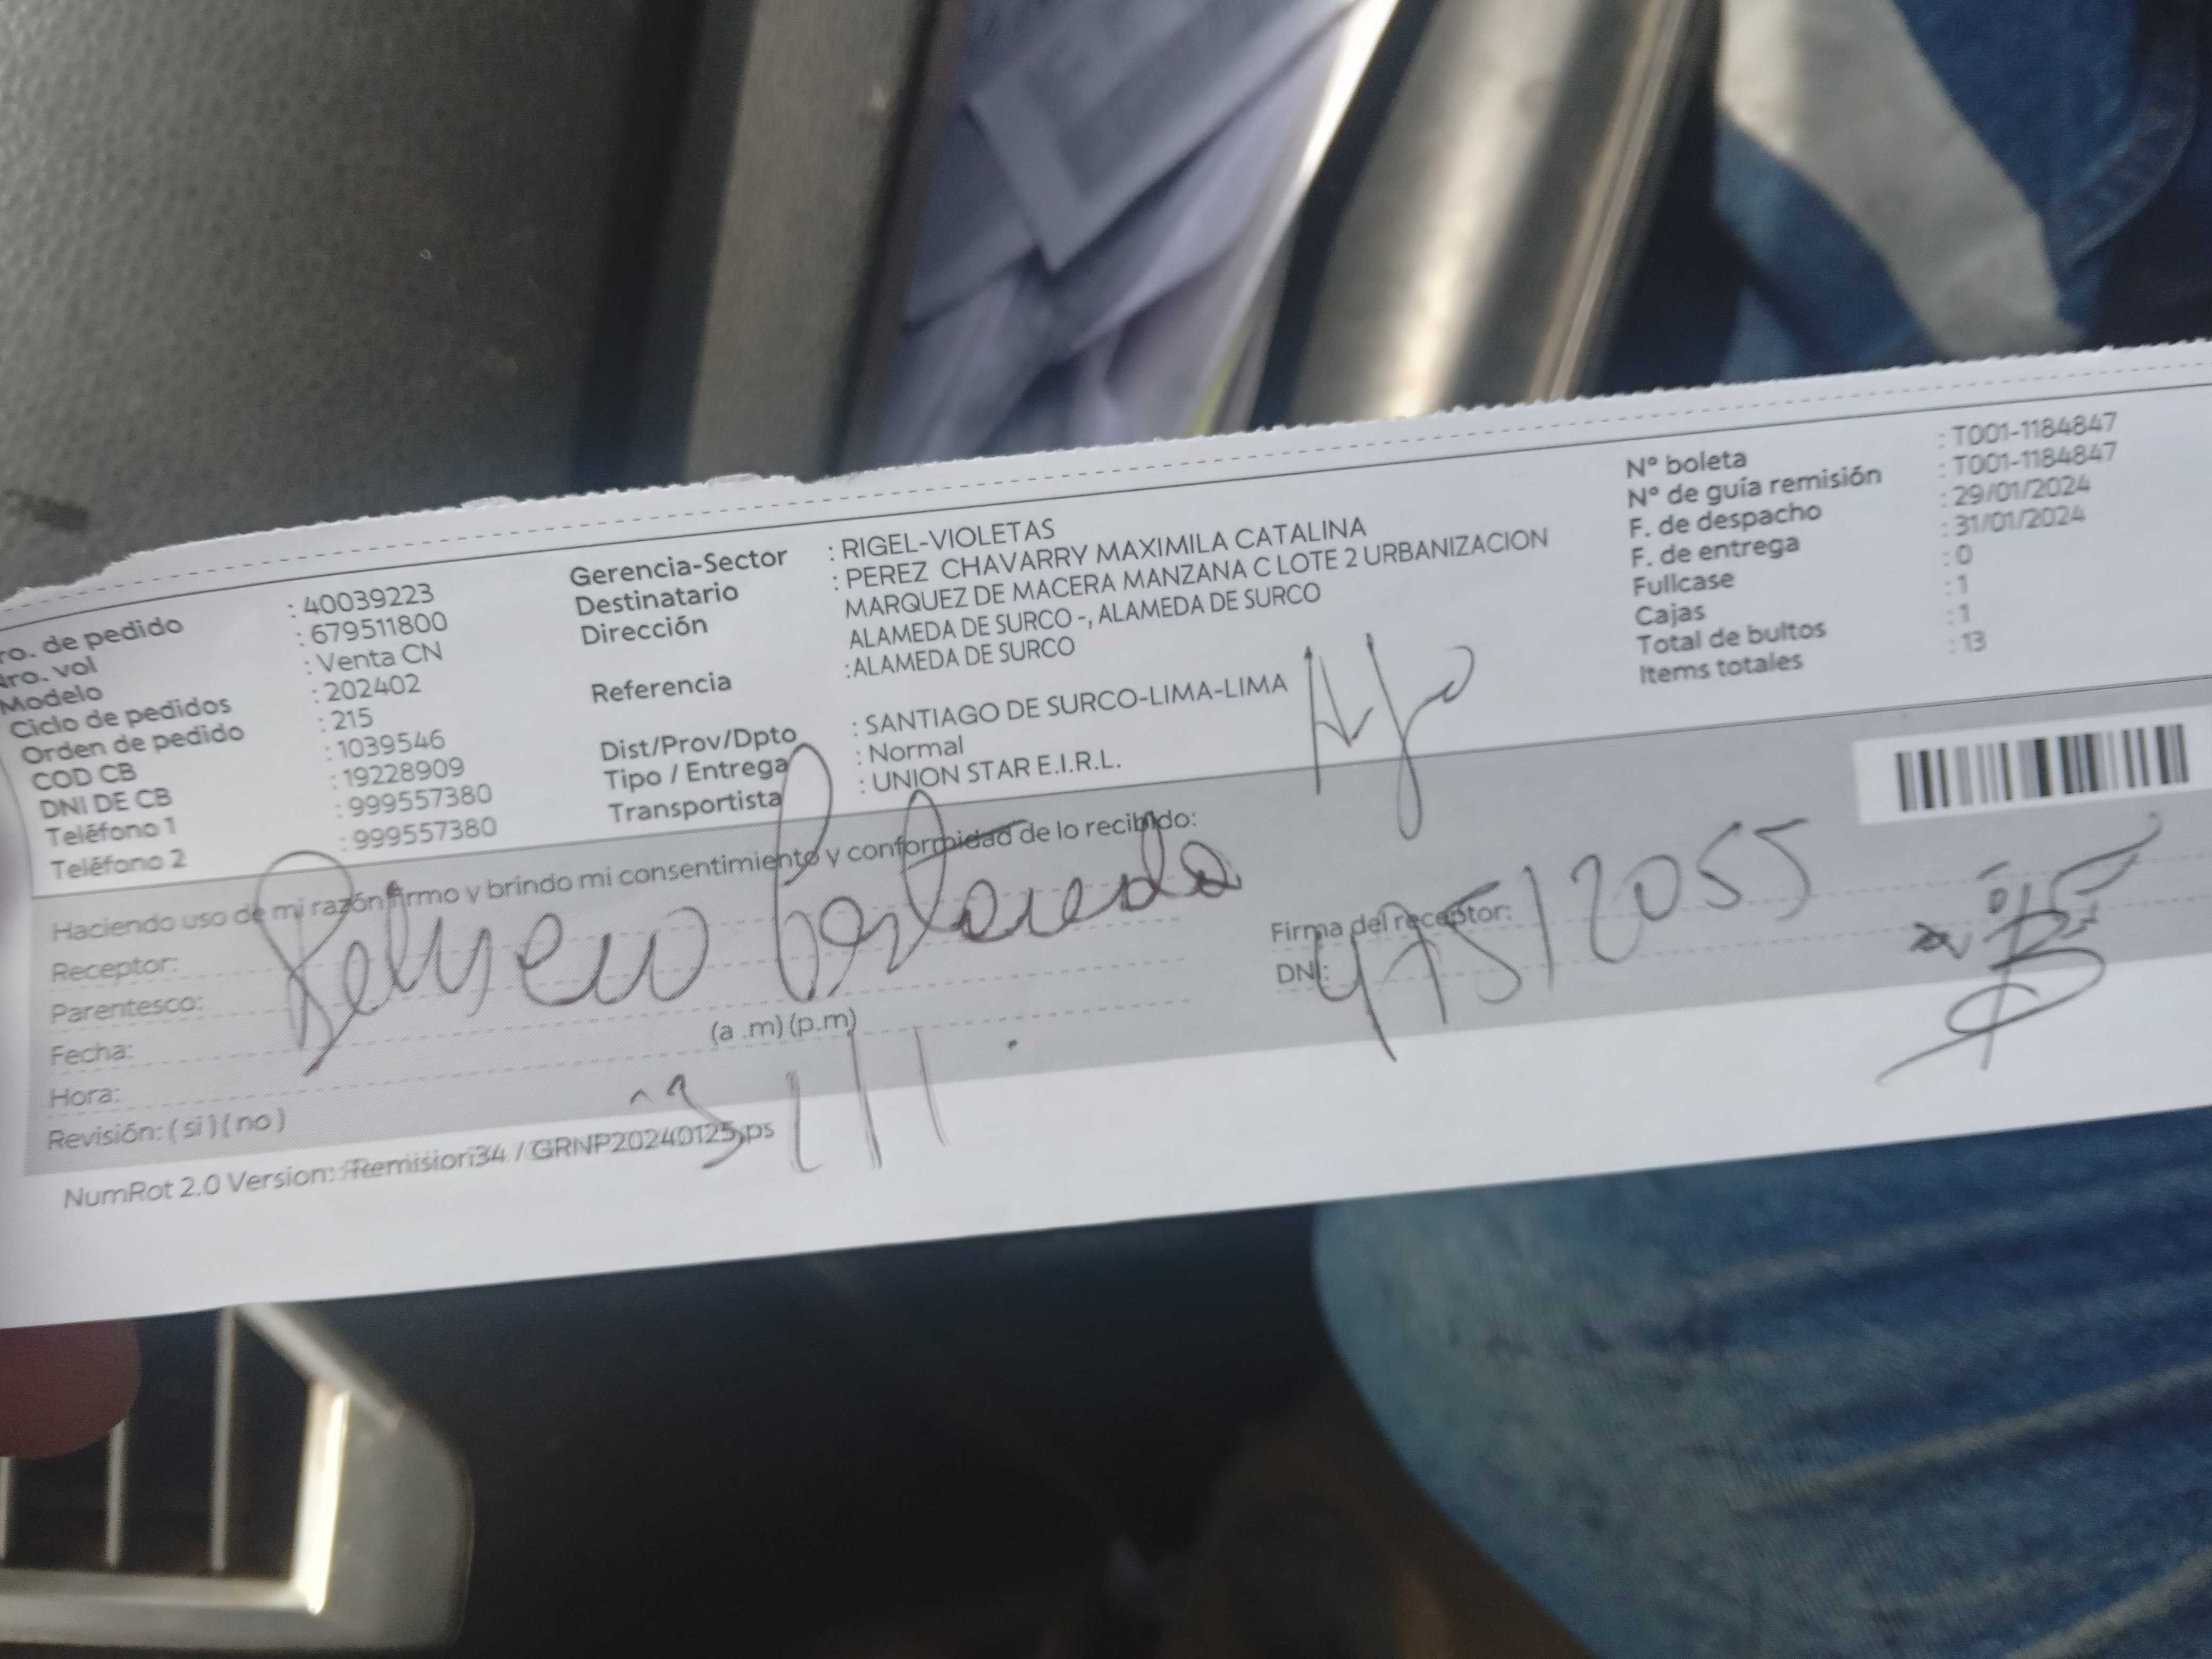 ro. de pedido : 40039223
Nro. vol : 679511800
Modelo : Venta CN
Ciclo de pedidos : 202402
Orden de pedido : 215
COD CB : 1039546
DNI DE CB : 19228909
Teléfono 1 : 999557380
Teléfono 2 : 999557380
Gerencia-Sector : RIGEL-VIOLETAS
Destinatario : PEREZ CHAVARRY MAXIMILA CATALINA
Dirección MARQUEZ DE MACERA MANZANA C LOTE 2 URBANIZACION
ALAMEDA DE SURCO -, ALAMEDA DE SURCO
Referencia :ALAMEDA DE SURCO
Dist/Prov/Dpto : SANTIAGO DE SURCO-LIMA-LIMA
Tipo / Entrega : Normal
Transportista : UNION STAR E.I.R.L.
N° boleta : T001-1184847
N° de guía remisión : T001-1184847
F. de despacho : 29/01/2024
F. de entrega : 31/01/2024
Fullcase : 0
Cajas : 1
Total de bultos : 1
Items totales : 13
Haciendo uso de mi razón firmo y brindo mi consentimiento y conformidad de lo recibido:
Receptor:
Parentesco:
Fecha:
Hora: (a .m) (p.m)
Revisión: ( si ) ( no )
Firma del receptor:
DNI: 47512055
NumRot 2.0 Version: Remision34 / GRNP20240125.ps